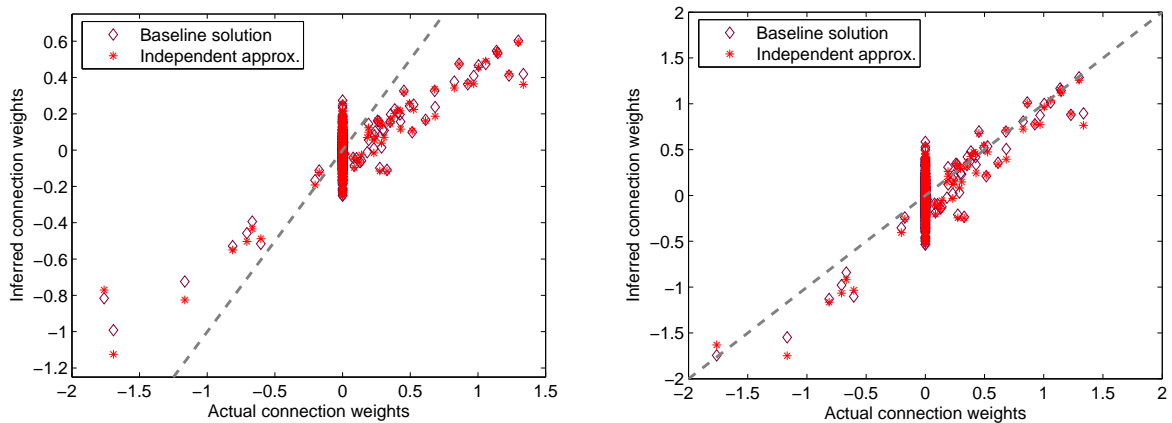 Baseline solution
Independent approx.
Inferred connection weights
0.6
0.4
0.2
0
−0.2
−0.4
−0.6
−0.8
−1
−1.2
−2 −1.5 −1 −0.5 0 0.5 1 1.5
Actual connection weights
Baseline solution
Independent approx.
Inferred connection weights
2
1.5
1
0.5
0
−0.5
−1
−1.5
−2
−2 −1.5 −1 −0.5 0 0.5 1 1.5 2
Actual connection weights